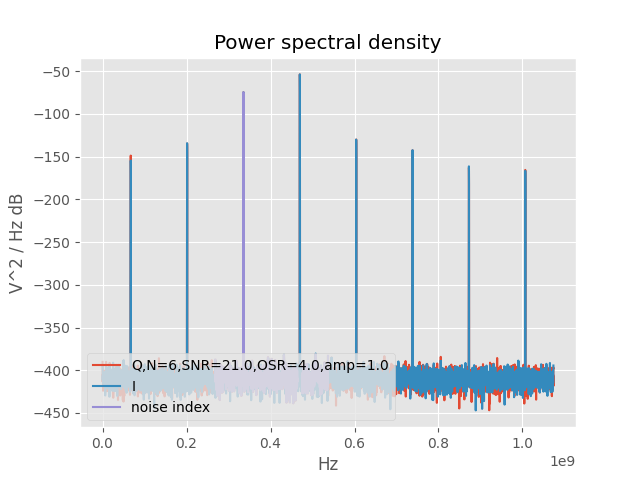 Power spectral density
V^2 / Hz dB
−50
−100
−150
−200
−250
−300
−350
−400
−450
Q,N=6,SNR=21.0,OSR=4.0,amp=1.0
I
noise index
0.0 0.2 0.4 0.6 0.8 1.0
1e9
Hz